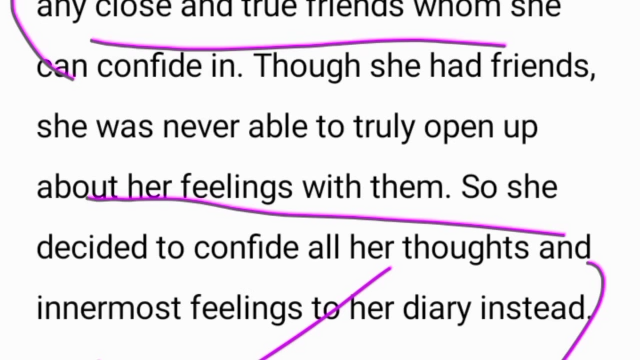 any close and true friends whom she
can confide in. Though she had friends,
she was never able to truly open up
about her feelings with them. So she
decided to confide all her thoughts and
innermost feelings to her diary instead.